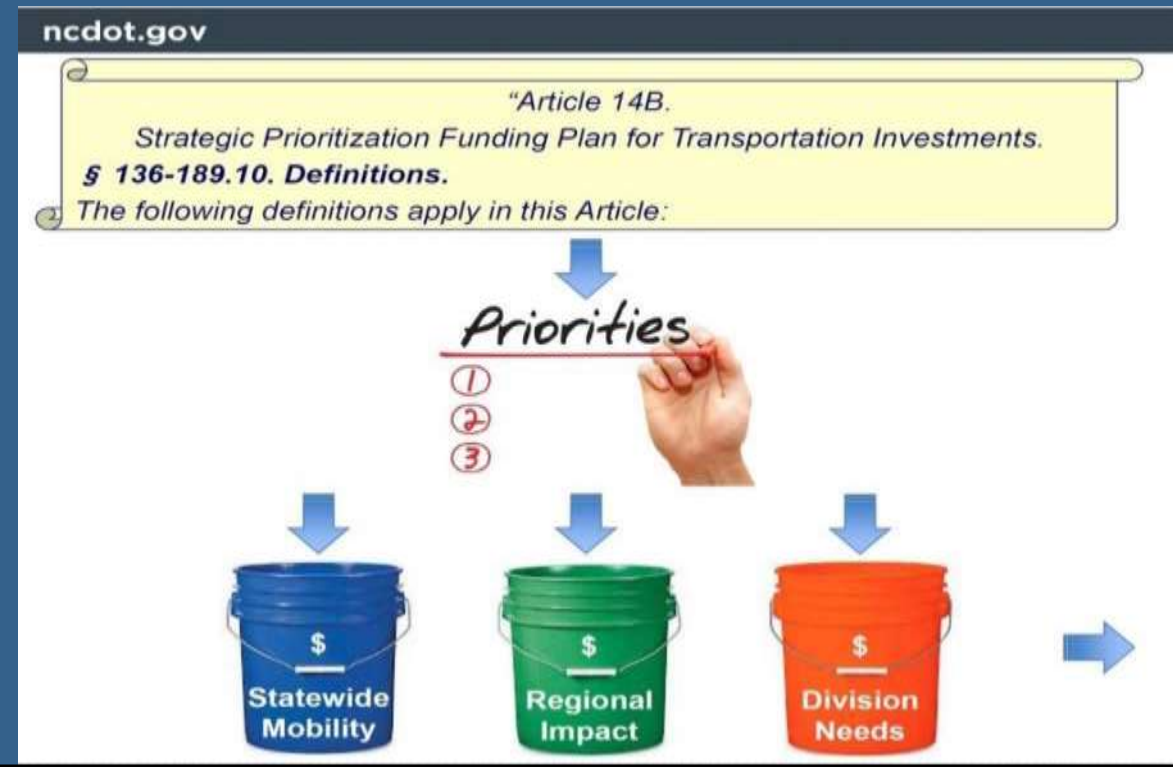 ncdot.gov
“Article 14B.
Strategic Prioritization Funding Plan for Transportation Investments.
§ 136-189.10. Definitions.
The following definitions apply in this Article:
Priorities
1
2
3
$
Statewide
Mobility
$
Regional
Impact
$
Division
Needs